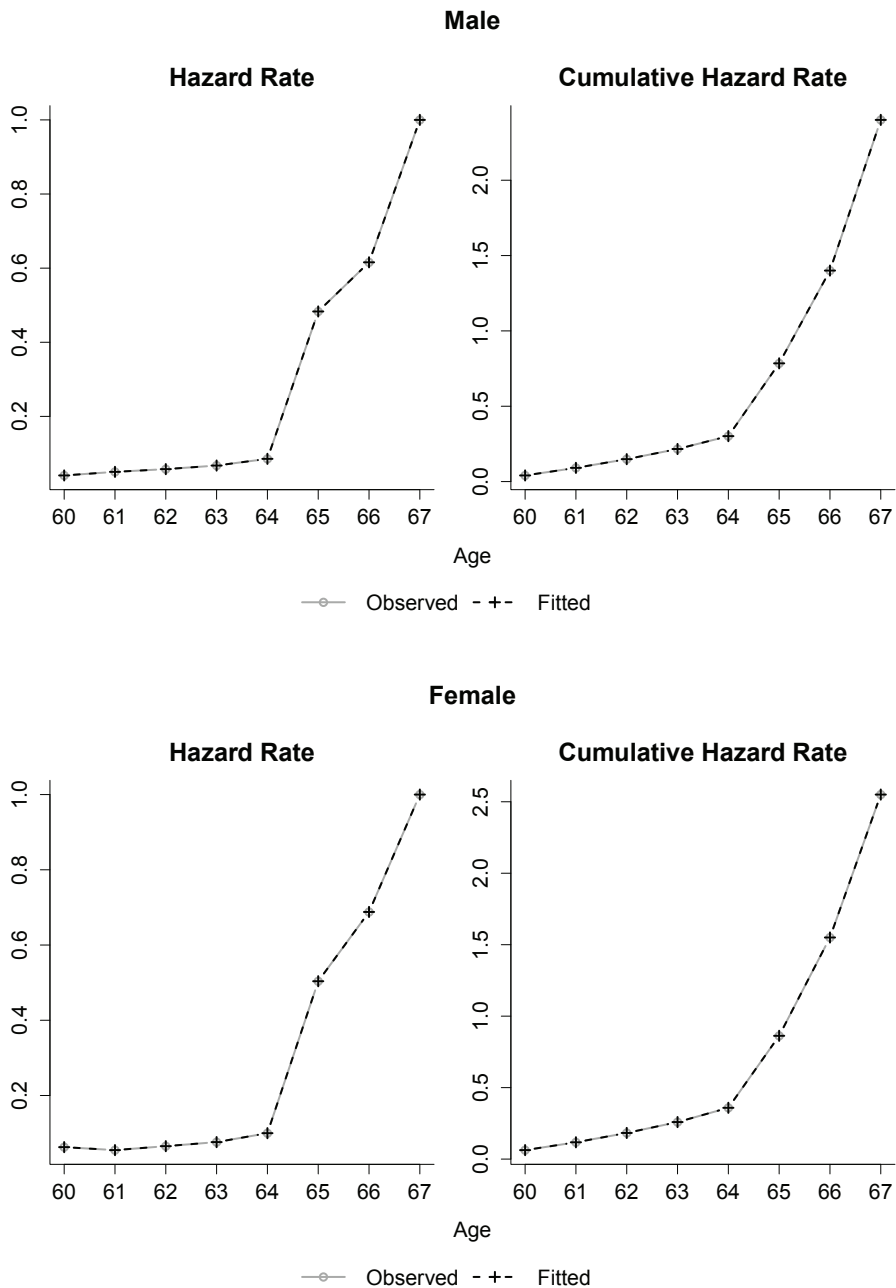 Male
Hazard Rate
Cumulative Hazard Rate
1.0
0.8
0.6
0.4
0.2
2.0
1.5
1.0
0.5
0.0
60 61 62 63 64 65 66 67
60 61 62 63 64 65 66 67
Age
Observed
Fitted
Female
Hazard Rate
Cumulative Hazard Rate
1.0
0.8
0.6
0.4
0.2
2.5
2.0
1.5
1.0
0.5
0.0
60 61 62 63 64 65 66 67
60 61 62 63 64 65 66 67
Age
Observed
Fitted